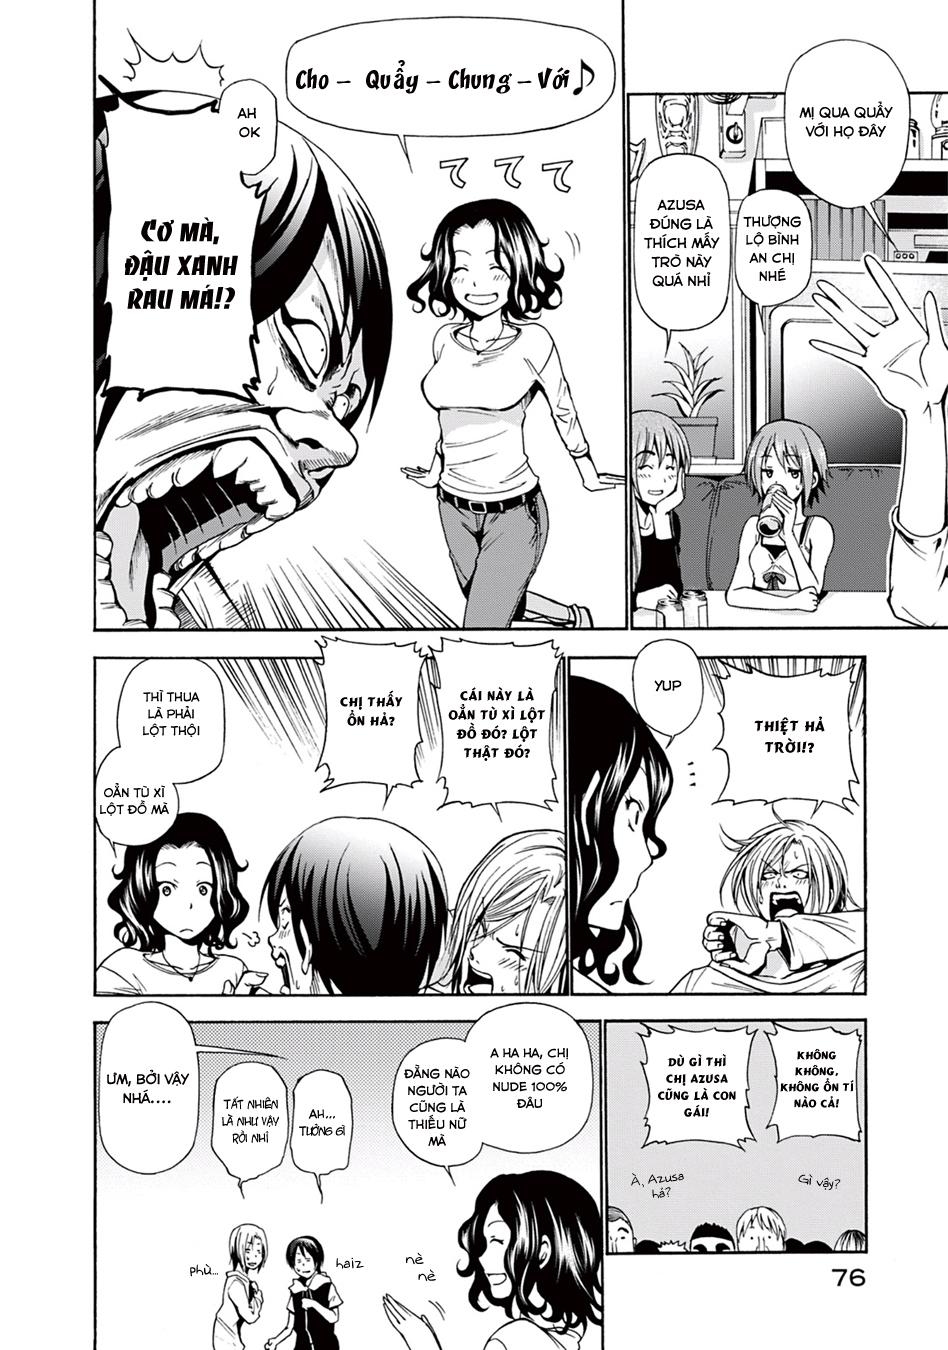 MỊ QUA QUẨY
VỚI HỌ ĐÂY
THƯỢNG
LỘ BÌNH
AN CHỊ
NHÉ
AZUSA
ĐÚNG LÀ
THÍCH MẤY
TRÒ NÀY
QUÁ NHỈ
Cho – Quẩy – Chung – Với♪
てててて
AH
OK
CƠ MÀ,
ĐẬU XANH
RAU MÁ!?
THIỆT HẢ
TRỜI!?
YUP
CÁI NÀY LÀ
OẲN TÙ XÌ LỘT
ĐỒ ĐÓ? LỘT
THẬT ĐÓ?
CHỊ THẤY
ỔN HẢ?
THÌ THUA
LÀ PHẢI
LỘT THÔI
OẲN TÙ XÌ
LỘT ĐỒ MÀ
KHÔNG
KHÔNG,
KHÔNG ỔN TÍ
NÀO CẢ!
DÙ GÌ THÌ
CHỊ AZUSA
CŨNG LÀ CON
GÁI!
Gì vậy?
À, Azusa
hả?
A HA HA, CHỊ
KHÔNG CÓ
NUDE 100%
ĐÂU
ĐẰNG NÀO
NGƯỜI TA
CŨNG LÀ
THIẾU NỮ
MÀ
AH...
TƯỞNG GÌ
TẤT NHIÊN
LÀ NHƯ VẬY
RỒI NHỈ
ƯM, BỞI VẬY
NHÁ....
nè
nè
haiz
phù...
76